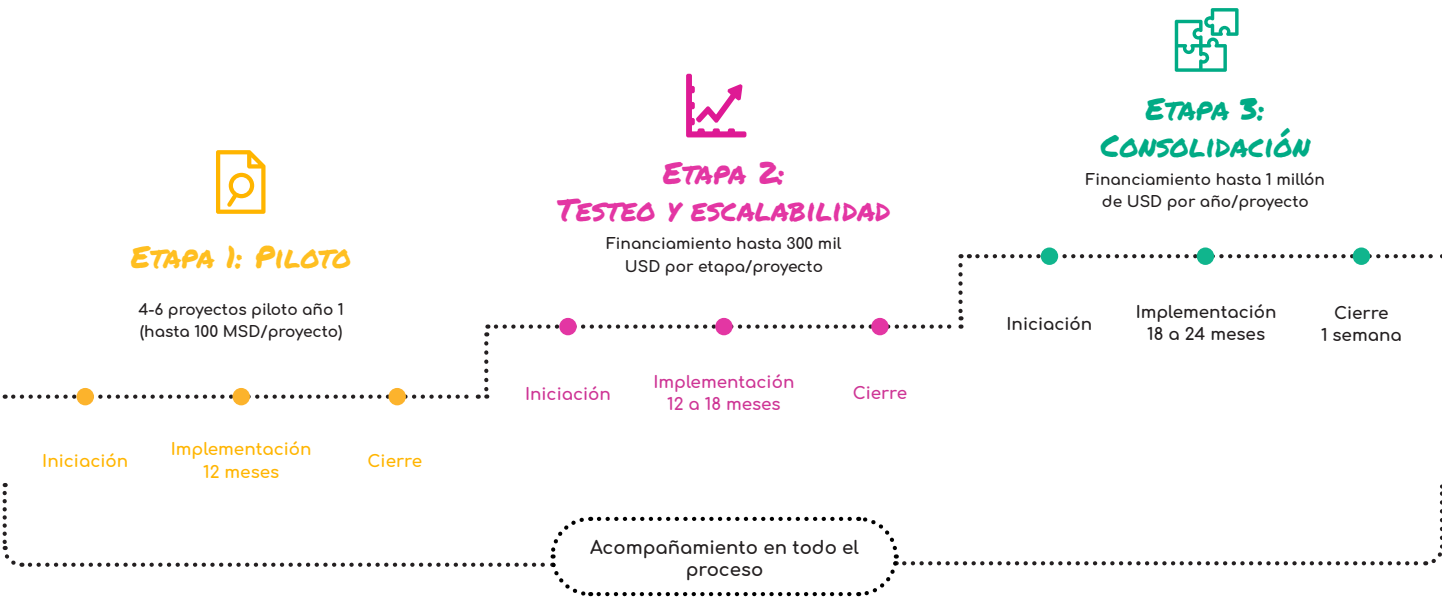 Etapa 1: Piloto
4-6 proyectos piloto año 1
(hasta 100 MSD/proyecto)
Iniciación
Implementación
12 meses
Cierre
Etapa 2:
Testeo y escalabilidad
Financiamiento hasta 300 mil
USD por etapa/proyecto
Iniciación
Implementación
12 a 18 meses
Cierre
Etapa 3:
Consolidación
Financiamiento hasta 1 millón
de USD por año/proyecto
Iniciación
Implementación
18 a 24 meses
Cierre
1 semana
Acompañamiento en todo el
proceso